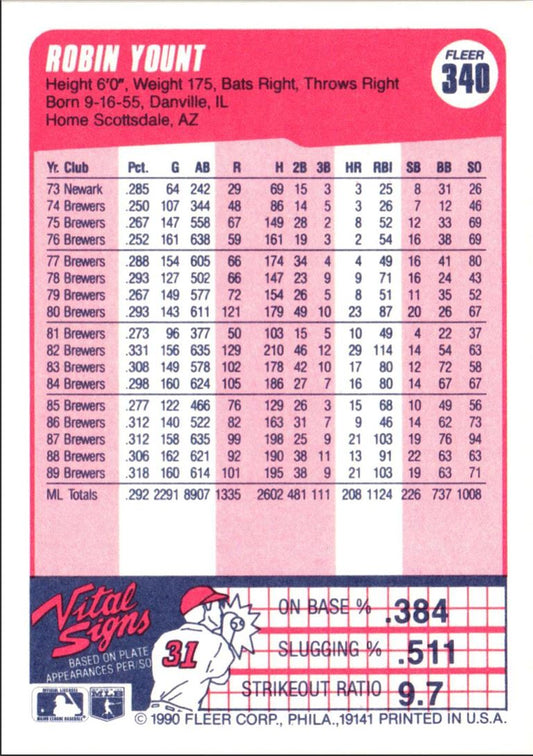 ROBIN YOUNT
FLEER
340
Height 6'0", Weight 175, Bats Right, Throws Right
Born 9-16-55, Danville, IL
Home Scottsdale, AZ
Yr. Club Pct. G AB R H 2B 3B HR RBI SB BB SO
73 Newark .285 64 242 29 69 15 3 3 25 8 31 26
74 Brewers .250 107 344 48 86 14 5 3 26 7 12 46
75 Brewers .267 147 558 67 149 28 2 8 52 12 33 69
76 Brewers .252 161 638 59 161 19 3 2 54 16 38 69
77 Brewers .288 154 605 66 174 34 4 4 49 16 41 80
78 Brewers .293 127 502 66 147 23 9 9 71 16 24 43
79 Brewers .267 149 577 72 154 26 5 8 51 11 35 52
80 Brewers .293 143 611 121 179 49 10 23 87 20 26 67
81 Brewers .273 96 377 50 103 15 5 10 49 4 22 37
82 Brewers .331 156 635 129 210 46 12 29 114 14 54 63
83 Brewers .308 149 578 102 178 42 10 17 80 12 72 58
84 Brewers .298 160 624 105 186 27 7 16 80 14 67 67
85 Brewers .277 122 466 76 129 26 3 15 68 10 49 56
86 Brewers .312 140 522 82 163 31 7 9 46 14 62 73
87 Brewers .312 158 635 99 198 25 9 21 103 19 76 94
88 Brewers .306 162 621 92 190 38 11 13 91 22 63 63
89 Brewers .318 160 614 101 195 38 9 21 103 19 63 71
ML Totals .292 2291 8907 1335 2602 481 111 208 1124 226 737 1008
Vital Signs
BASED ON PLATE
APPEARANCES PER/SO
31
ON BASE % .384
SLUGGING % .511
STRIKEOUT RATIO 9.7
OFFICIAL LICENSEE
MAJOR LEAGUE BASEBALL
MLB
© 1990 FLEER CORP., PHILA., 19141 PRINTED IN U.S.A.